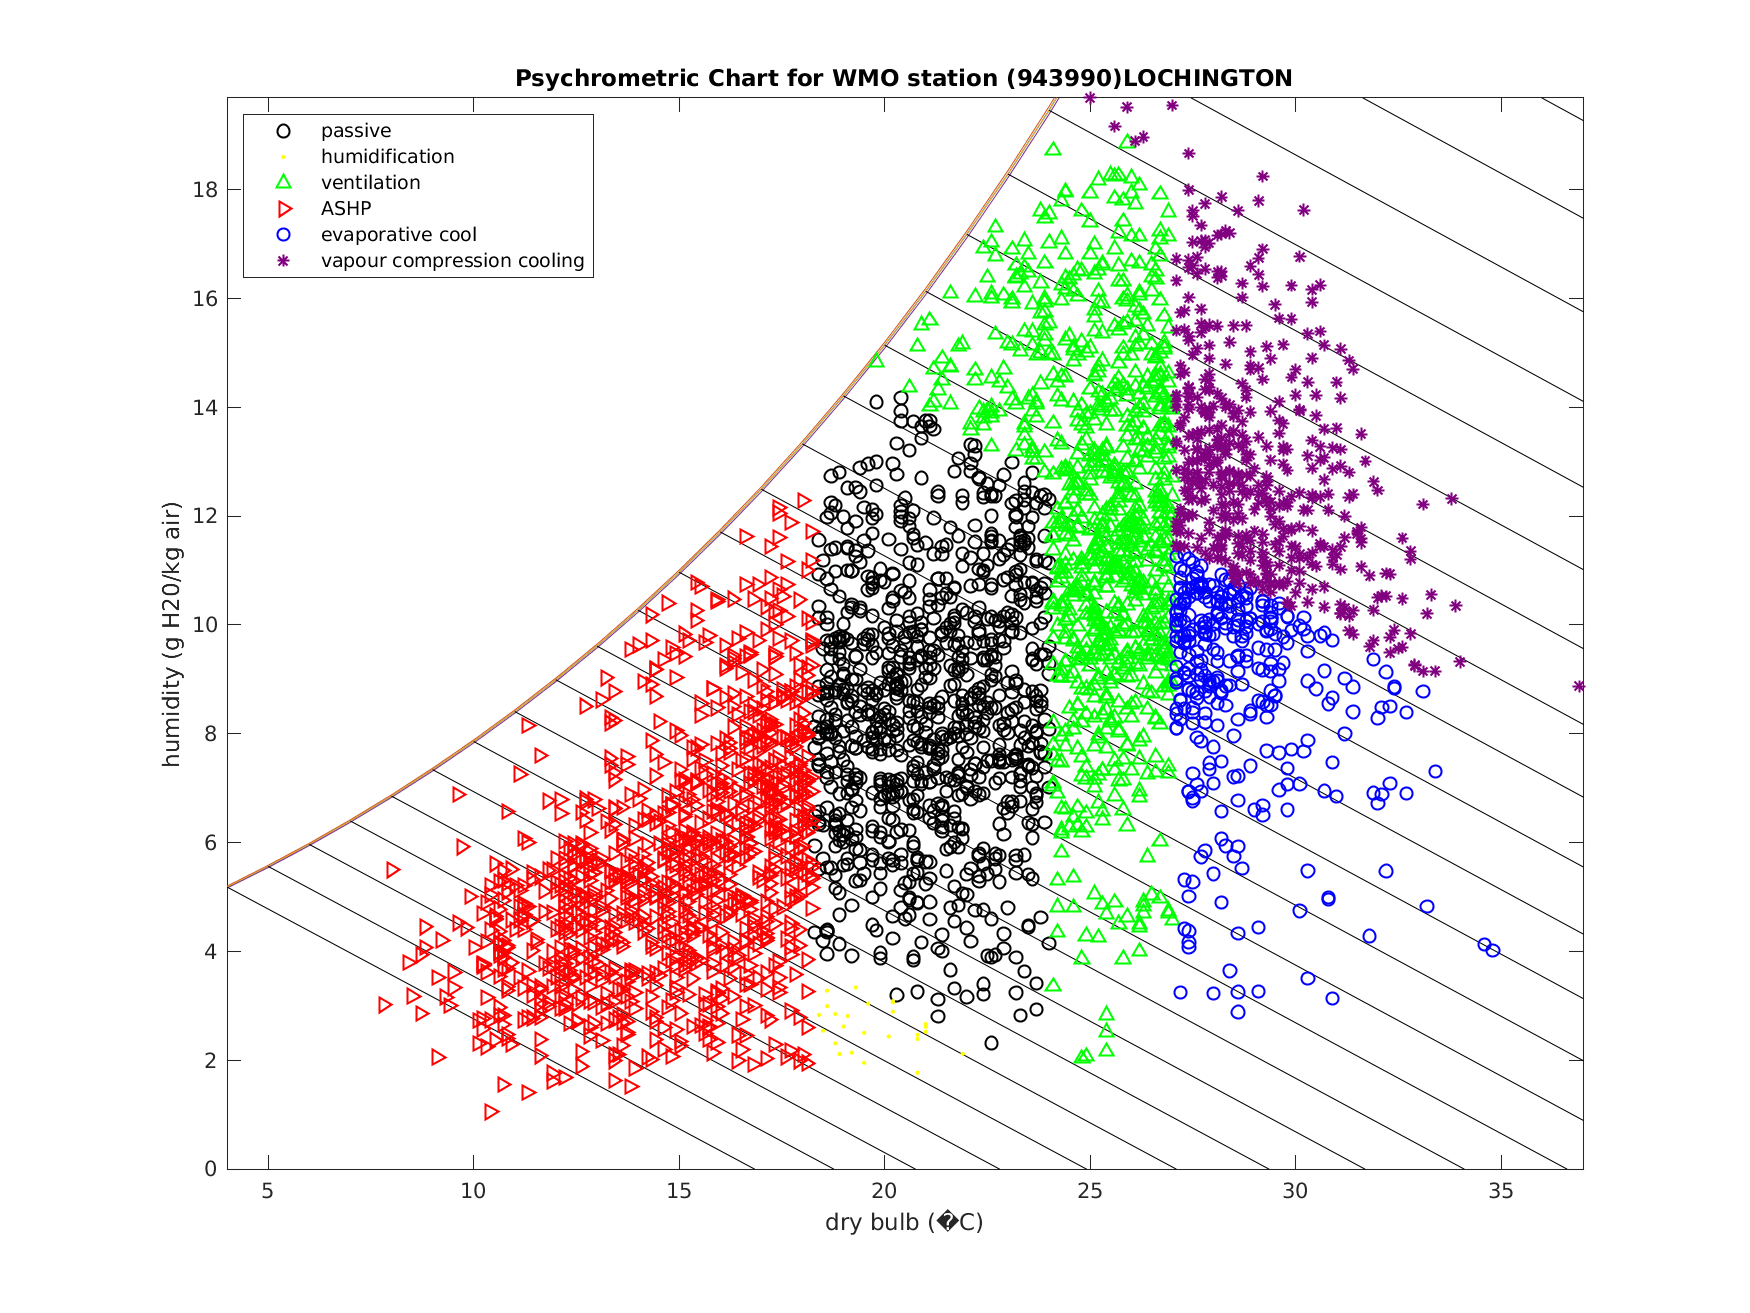 Psychrometric Chart for WMO station (943990)LOCHINGTON
passive
humidification
ventilation
ASHP
evaporative cool
vapour compression cooling
humidity (g H20/kg air)
18
16
14
12
10
8
6
4
2
0
5 10 15 20 25 30 35
dry bulb (�C)